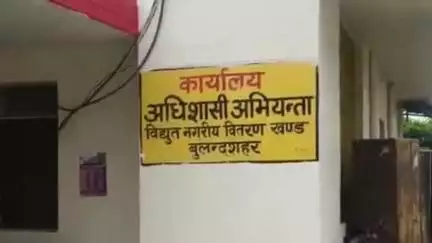 कार्यालय
अधिशासी अभियन्ता
विद्युत नगरीय वितरण खण्ड
बुलन्दशहर